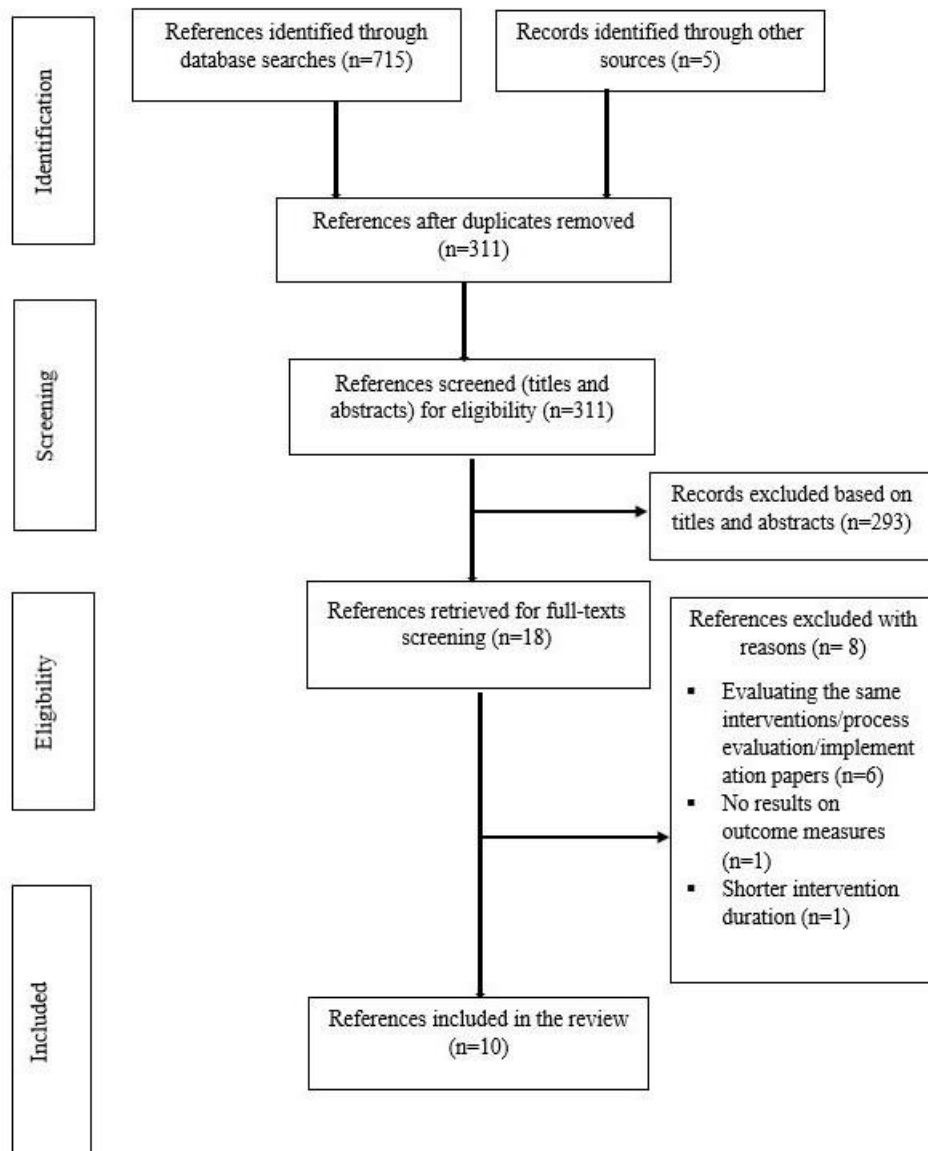 Identification
References identified through
database searches (n=715)
Records identified through other
sources (n=5)
References after duplicates removed
(n=311)
Screening
References screened (titles and
abstracts) for eligibility (n=311)
Records excluded based on
titles and abstracts (n=293)
Eligibility
References retrieved for full-texts
screening (n=18)
References excluded with
reasons (n= 8)
▪ Evaluating the same
interventions/process
evaluation/implement
ation papers (n=6)
▪ No results on
outcome measures
(n=1)
▪ Shorter intervention
duration (n=1)
Included
References included in the review
(n=10)